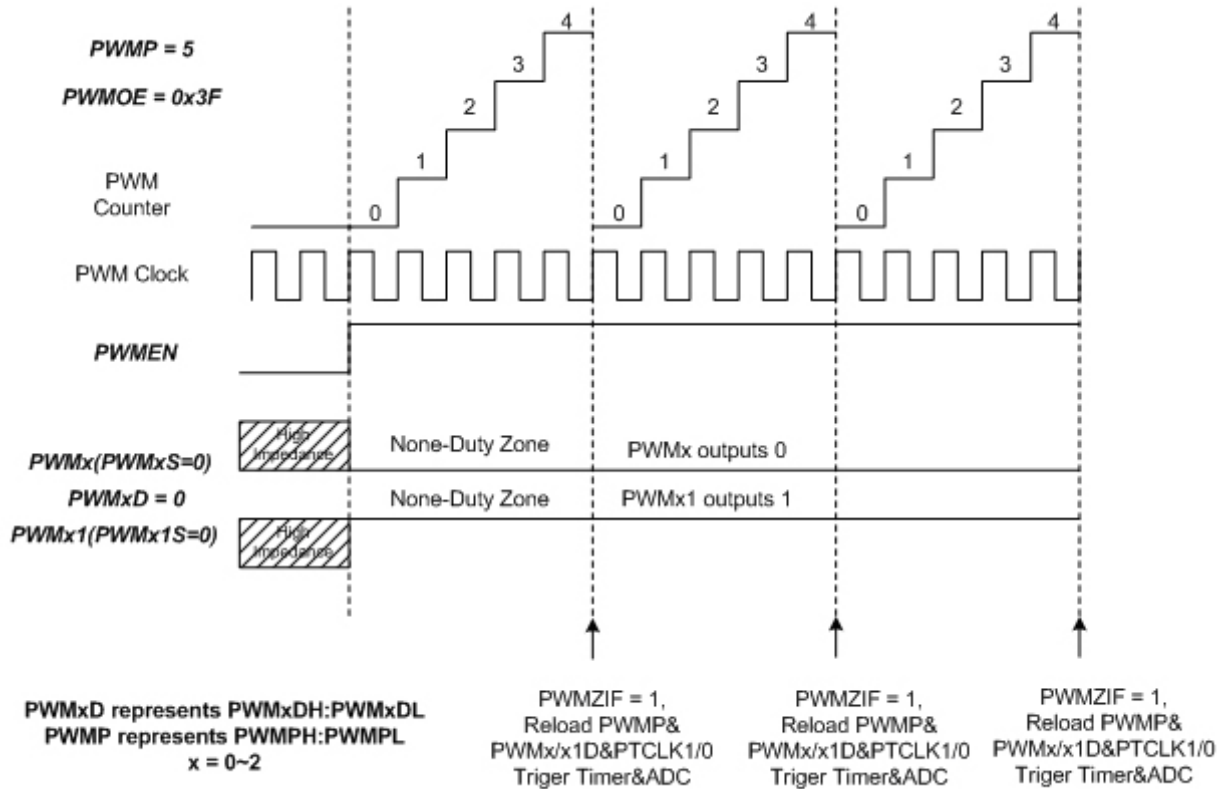 4 4 4
PWMP = 5
3 3 3
PWMOE = 0x3F
2 2 2
1 1 1
PWM
Counter
0 0 0
PWM Clock
PWMEN
High
Impedance
None-Duty Zone
PWMx outputs 0
PWMx(PWMxS=0)
PWMxD = 0
None-Duty Zone
PWMx1 outputs 1
PWMx1(PWMx1S=0)
High
Impedance
PWMxD represents PWMxDH:PWMxDL
PWMP represents PWMPH:PWMPL
x = 0~2
PWMZIF = 1,
Reload PWMP&
PWMx/x1D&PTCLK1/0
Triger Timer&ADC
PWMZIF = 1,
Reload PWMP&
PWMx/x1D&PTCLK1/0
Triger Timer&ADC
PWMZIF = 1,
Reload PWMP&
PWMx/x1D&PTCLK1/0
Triger Timer&ADC